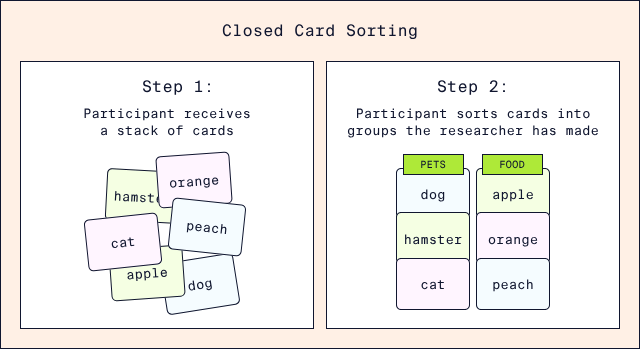 Closed Card Sorting
Step 1:
Participant receives
a stack of cards
orange
peach
cat
apple
dog
Step 2:
Participant sorts cards into
groups the researcher has made
PETS
FOOD
dog
apple
hamster
orange
cat
peach